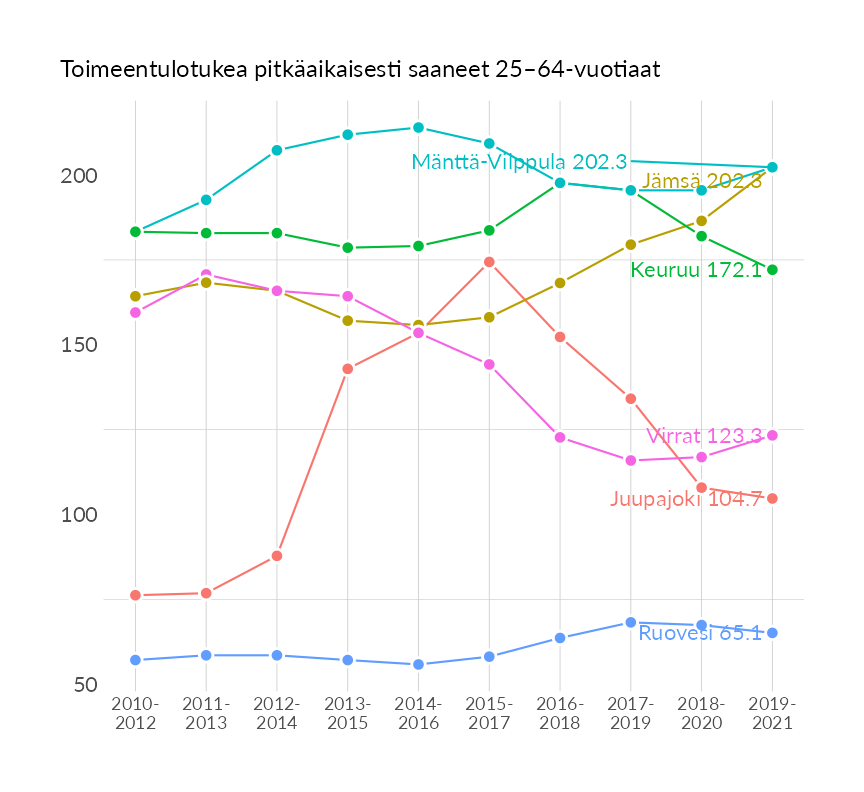 Toimeentulotukea pitkäaikaisesti saaneet 25–64-vuotiaat
Mänttä-Vilppula 202.3
200
Jämsä 202.3
Keuruu 172.1
150
Virrat 123.3
Juupajoki 104.7
100
Ruovesi 65.1
50
2010- 2011- 2012- 2013- 2014- 2015- 2016- 2017- 2018- 2019-
2012 2013 2014 2015 2016 2017 2018 2019 2020 2021